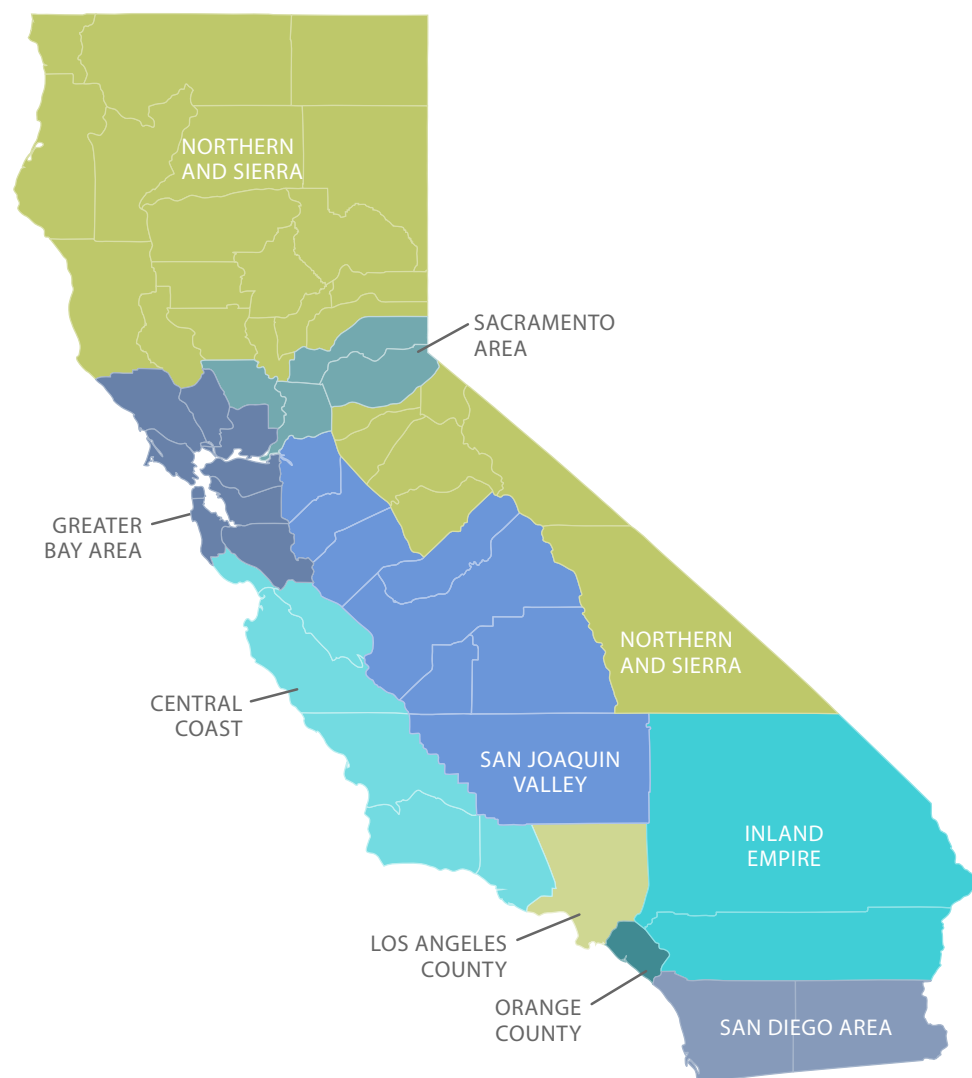 NORTHERN
AND SIERRA
SACRAMENTO
AREA
GREATER
BAY AREA
NORTHERN
AND SIERRA
CENTRAL
COAST
SAN JOAQUIN
VALLEY
INLAND
EMPIRE
LOS ANGELES
COUNTY
ORANGE
COUNTY
SAN DIEGO AREA